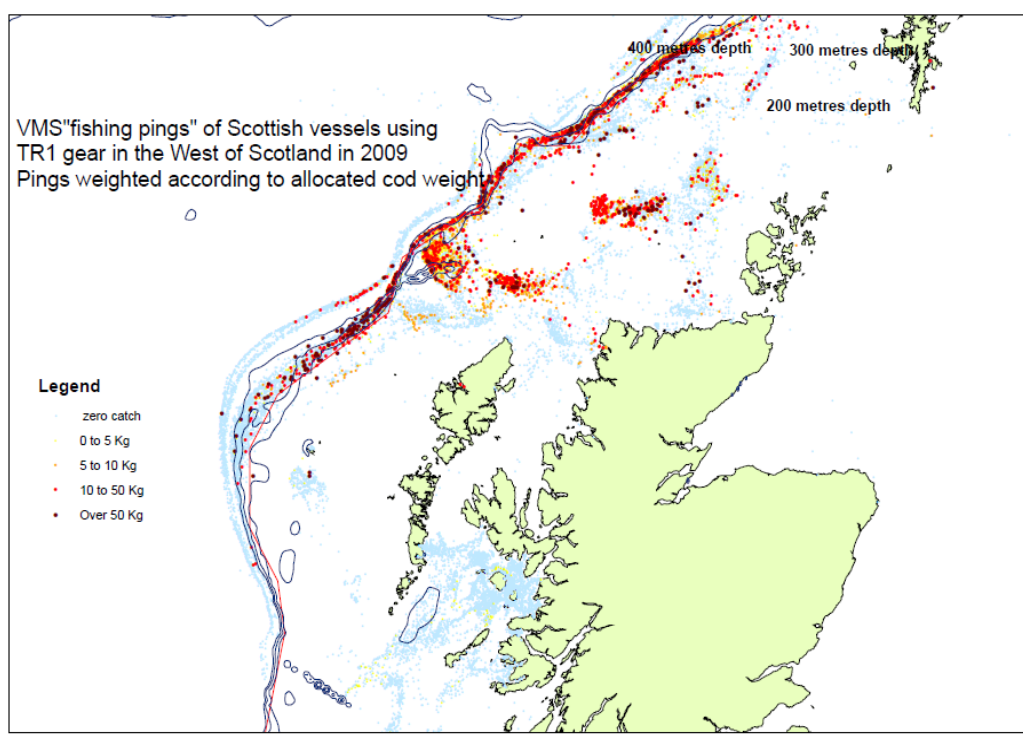 400 metres depth
300 metres depth
200 metres depth
VMS"fishing pings" of Scottish vessels using
TR1 gear in the West of Scotland in 2009
Pings weighted according to allocated cod weight
Legend
zero catch
0 to 5 Kg
5 to 10 Kg
10 to 50 Kg
Over 50 Kg